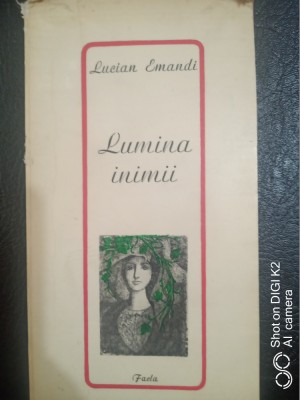 Lucian Emandi
Lumina
inimii
Facla
Shot on DIGI K2
AI camera